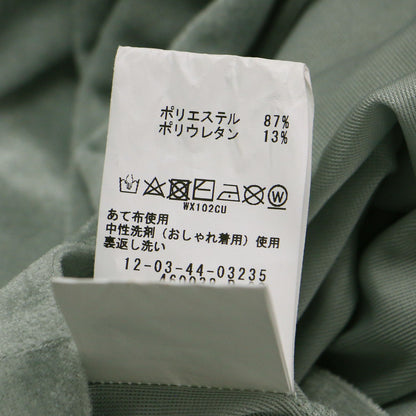 ポリエステル 87%
ポリウレタン 13%
WX102CU
あて布使用
中性洗剤(おしゃれ着用)使用
裏返し洗い
12-03-44-03235